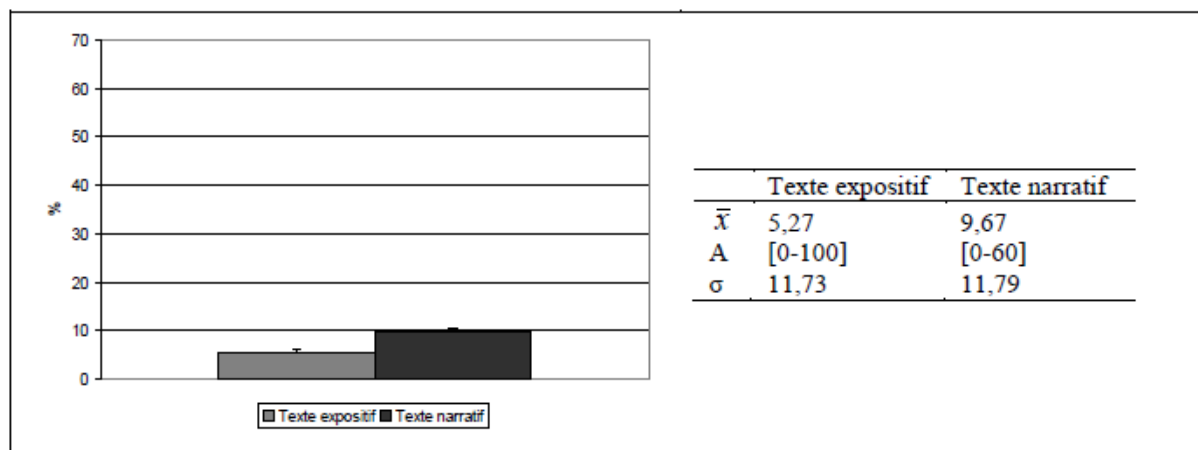 70
60
50
40
30
20
10
0
%
Texte expositif Texte narratif
Texte expositif Texte narratif
x̄ 5,27 9,67
A [0-100] [0-60]
σ 11,73 11,79